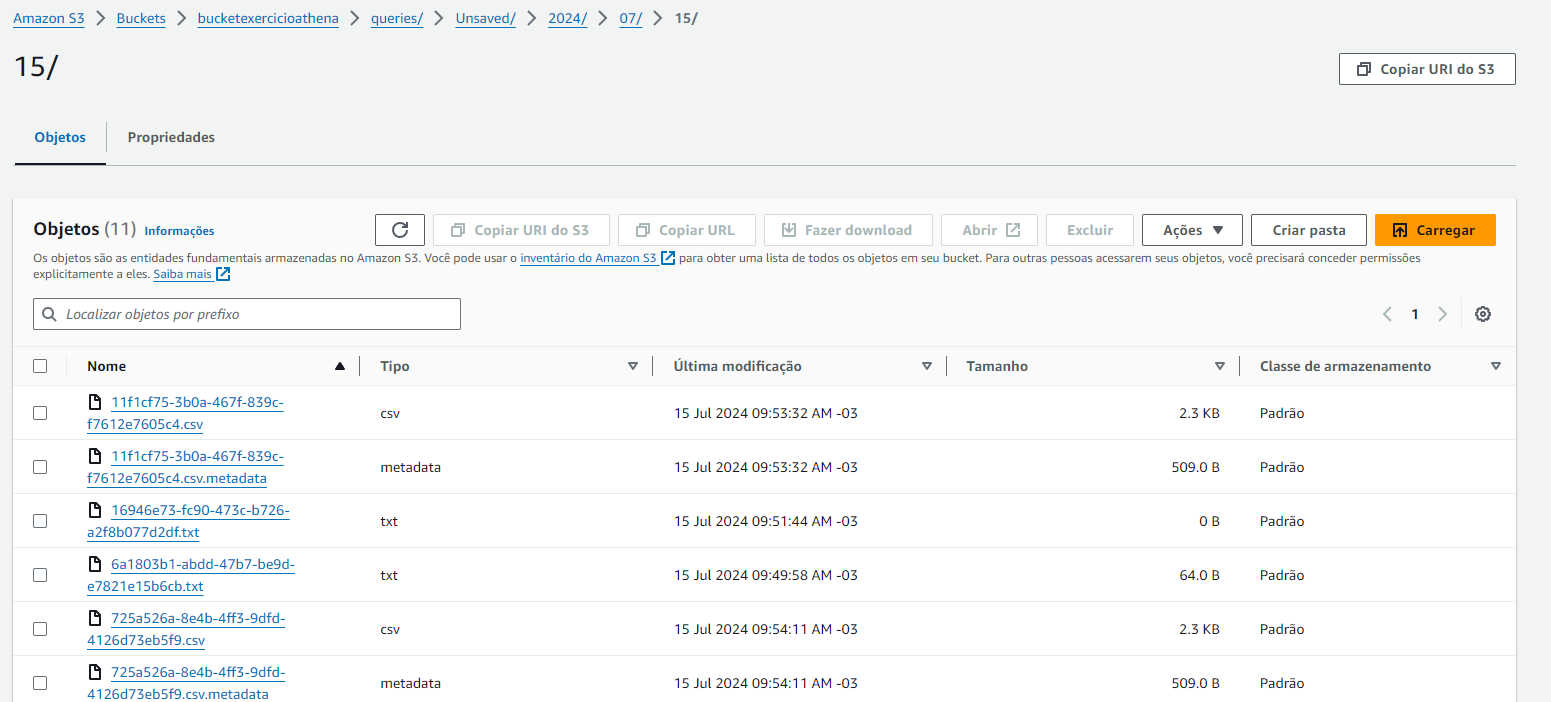 Amazon S3 > Buckets > bucketexercicioathena > queries/ > Unsaved/ > 2024/ > 07/ > 15/
15/
Copiar URI do S3
Objetos
Propriedades
Objetos (11) Informações
Copiar URI do S3
Copiar URL
Fazer download
Abrir
Excluir
Ações
Criar pasta
Carregar
Os objetos são as entidades fundamentais armazenadas no Amazon S3. Você pode usar o inventário do Amazon S3 para obter uma lista de todos os objetos em seu bucket. Para outras pessoas acessarem seus objetos, você precisará conceder permissões
explicitamente a eles. Saiba mais
Localizar objetos por prefixo
1
Nome Tipo Última modificação Tamanho Classe de armazenamento
11f1cf75-3b0a-467f-839c-
f7612e7605c4.csv
csv 15 Jul 2024 09:53:32 AM -03 2.3 KB Padrão
11f1cf75-3b0a-467f-839c-
f7612e7605c4.csv.metadata
metadata 15 Jul 2024 09:53:32 AM -03 509.0 B Padrão
16946e73-fc90-473c-b726-
a2f8b077d2df.txt
txt 15 Jul 2024 09:51:44 AM -03 0 B Padrão
6a1803b1-abdd-47b7-be9d-
e7821e15b6cb.txt
txt 15 Jul 2024 09:49:58 AM -03 64.0 B Padrão
725a526a-8e4b-4ff3-9dfd-
4126d73eb5f9.csv
csv 15 Jul 2024 09:54:11 AM -03 2.3 KB Padrão
725a526a-8e4b-4ff3-9dfd-
4126d73eb5f9.csv.metadata
metadata 15 Jul 2024 09:54:11 AM -03 509.0 B Padrão